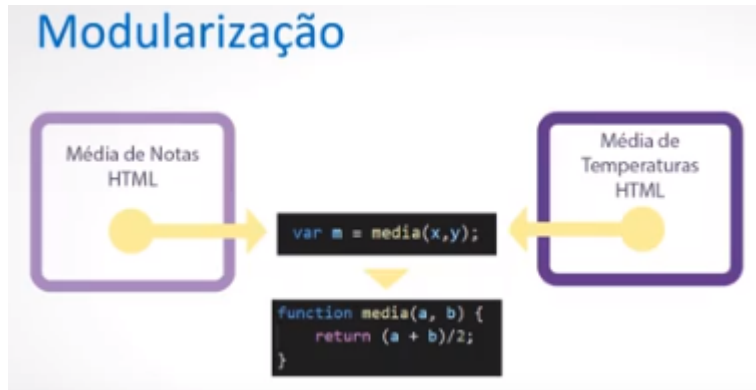 Modularização
Média de Notas
HTML
Média de
Temperaturas
HTML
var m = media(x,y);
function media(a, b) {
return (a + b)/2;
}